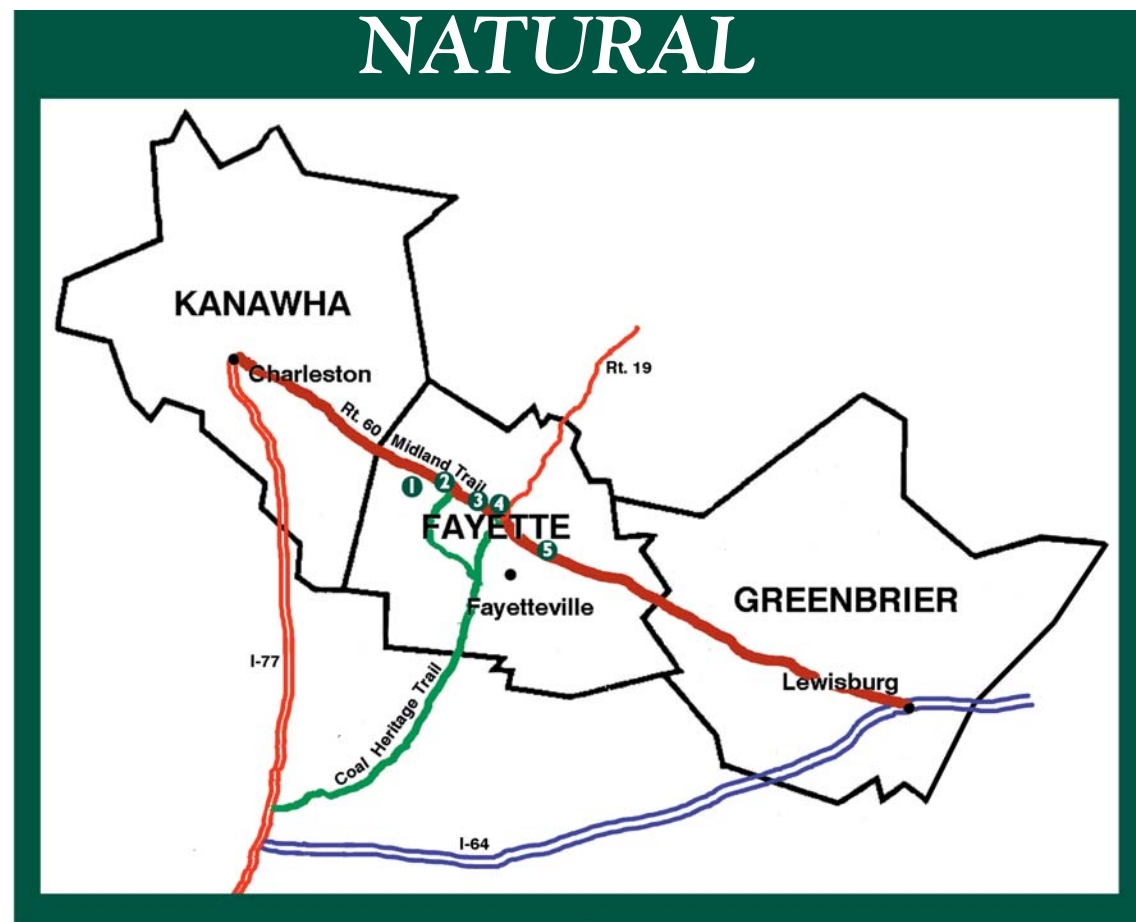 NATURAL
KANAWHA
Charleston
Rt. 19
Rt. 60 Midland Trail
1
2
3
4
FAYETTE
5
Fayetteville
GREENBRIER
I-77
Lewisburg
Coal Heritage Trail
I-64